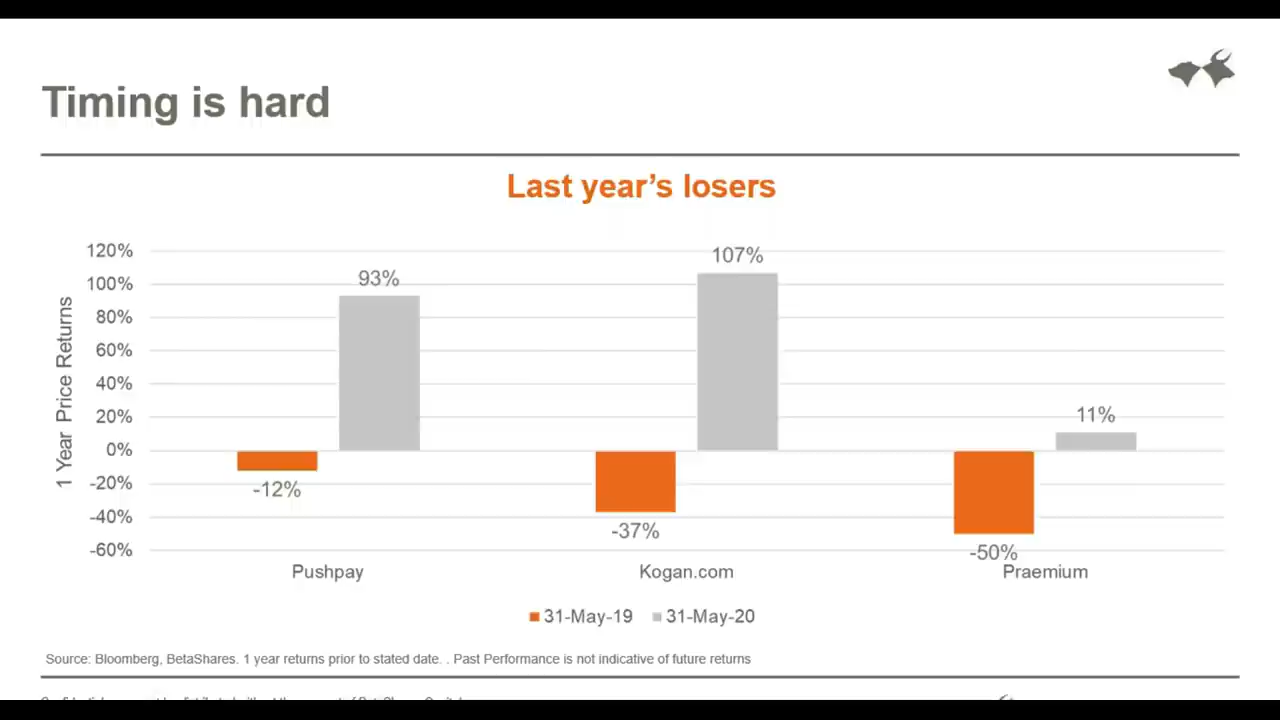 Timing is hard
Last year's losers
1 Year Price Returns
120%
100%
80%
60%
40%
20%
0%
-20%
-40%
-60%
93%
107%
11%
-12%
-37%
-50%
Pushpay
Kogan.com
Praemium
31-May-19
31-May-20
Source: Bloomberg, BetaShares. 1 year returns prior to stated date. . Past Performance is not indicative of future returns